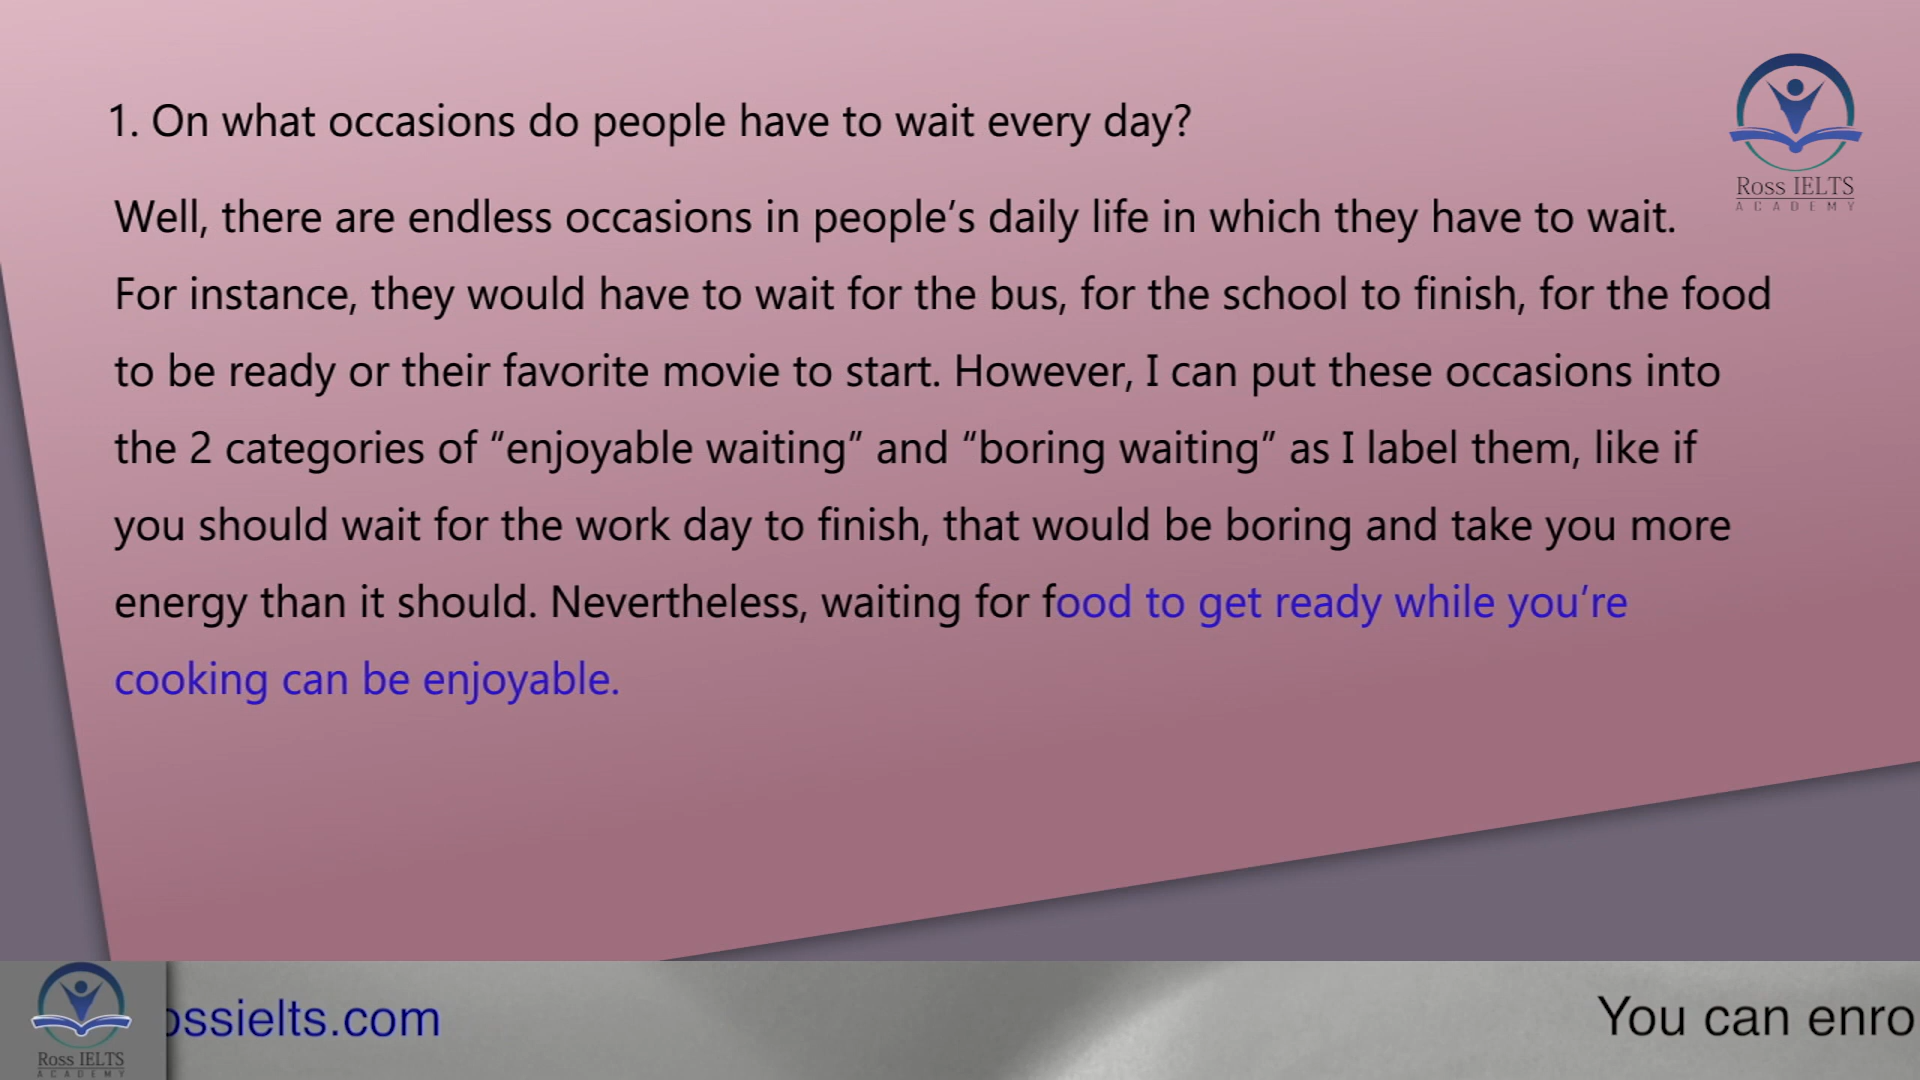 1. On what occasions do people have to wait every day?
Ross IELTS
ACADEMY
Well, there are endless occasions in people’s daily life in which they have to wait.
For instance, they would have to wait for the bus, for the school to finish, for the food
to be ready or their favorite movie to start. However, I can put these occasions into
the 2 categories of “enjoyable waiting” and “boring waiting” as I label them, like if
you should wait for the work day to finish, that would be boring and take you more
energy than it should. Nevertheless, waiting for food to get ready while you’re
cooking can be enjoyable.
Ross IELTS
ACADEMY
ossielts.com
You can enro